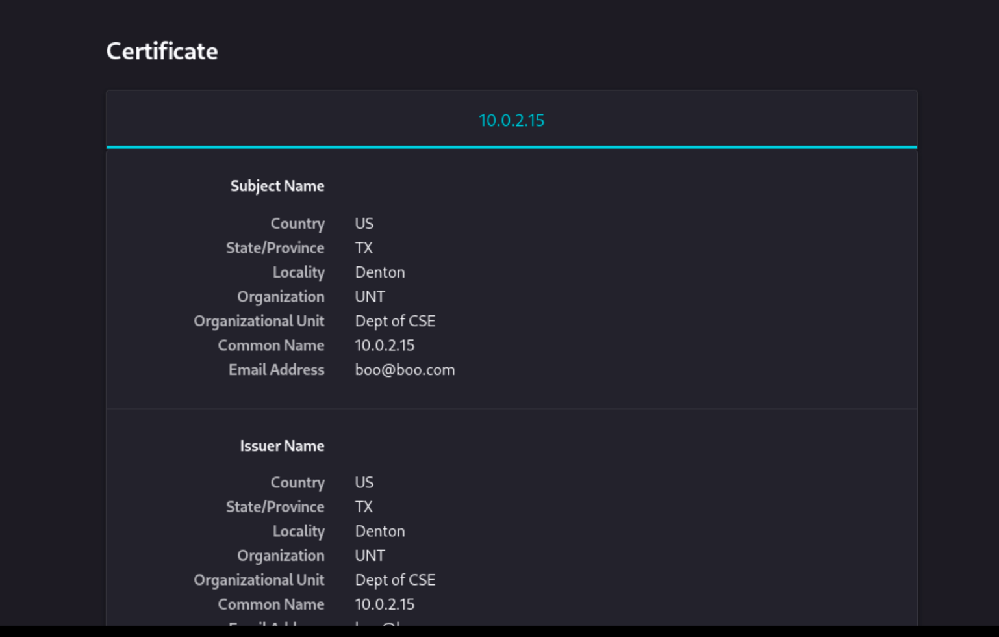 Certificate
10.0.2.15
Subject Name
Country US
State/Province TX
Locality Denton
Organization UNT
Organizational Unit Dept of CSE
Common Name 10.0.2.15
Email Address boo@boo.com
Issuer Name
Country US
State/Province TX
Locality Denton
Organization UNT
Organizational Unit Dept of CSE
Common Name 10.0.2.15